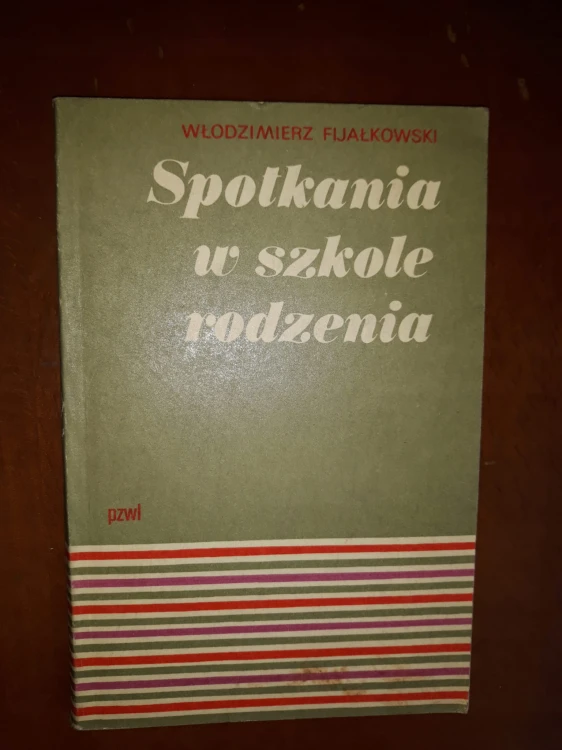 WŁODZIMIERZ FIJAŁKOWSKI
Spotkania
w szkole
rodzenia
pzwl